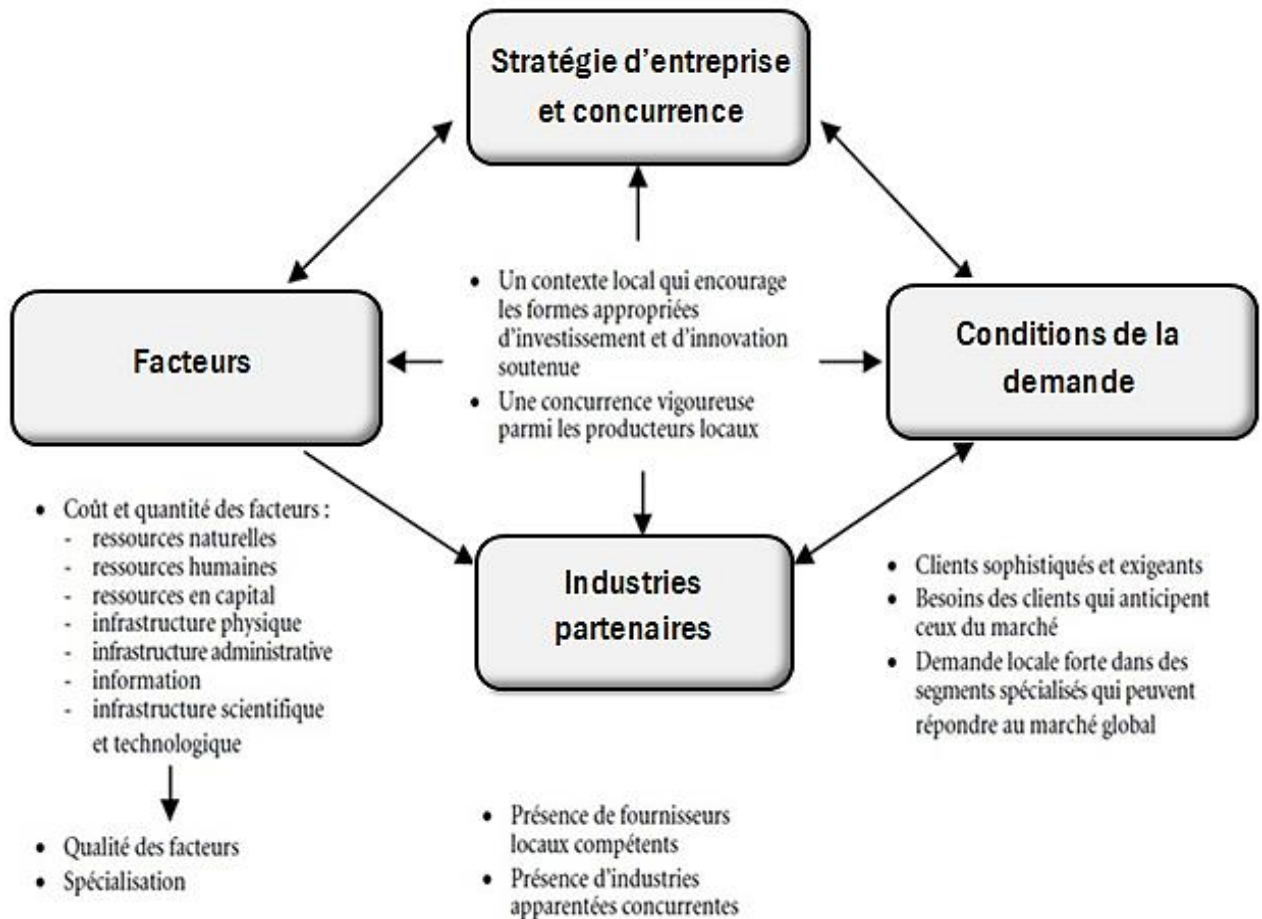 Stratégie d'entreprise
et concurrence
• Un contexte local qui encourage
les formes appropriées
d'investissement et d'innovation
soutenue
• Une concurrence vigoureuse
parmi les producteurs locaux
Facteurs
Conditions de la
demande
• Coût et quantité des facteurs :
- ressources naturelles
- ressources humaines
- ressources en capital
- infrastructure physique
- infrastructure administrative
- information
- infrastructure scientifique
et technologique
• Qualité des facteurs
• Spécialisation
Industries
partenaires
• Présence de fournisseurs
locaux compétents
• Présence d'industries
apparentées concurrentes
• Clients sophistiqués et exigeants
• Besoins des clients qui anticipent
ceux du marché
• Demande locale forte dans des
segments spécialisés qui peuvent
répondre au marché global